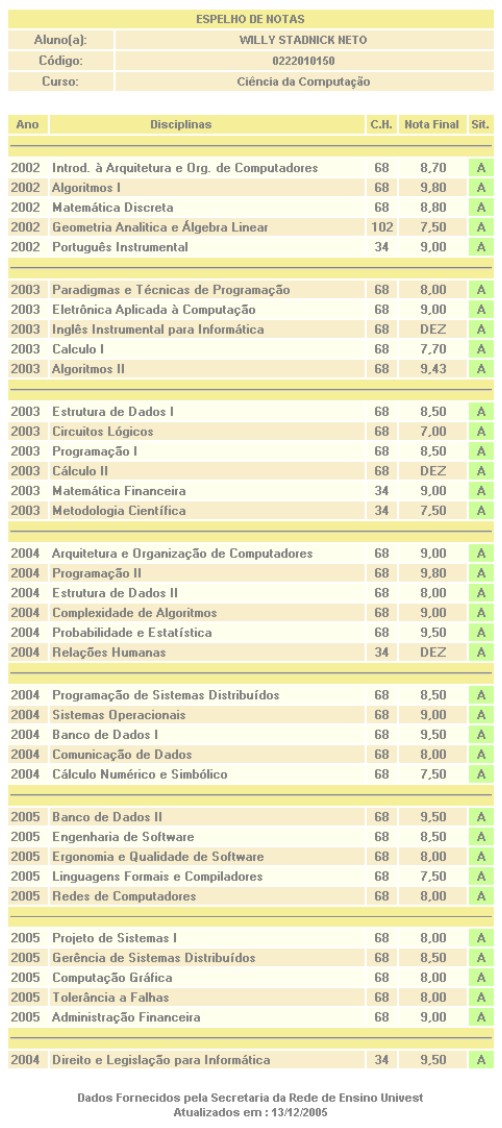 ESPELHO DE NOTAS
Aluno(a): WILLY STADNICK NETO
Código: 0222010150
Curso: Ciência da Computação
Ano Disciplinas C.H. Nota Final Sit.
2002 Introd. à Arquitetura e Org. de Computadores 68 8,70 A
2002 Algoritmos I 68 9,80 A
2002 Matemática Discreta 68 8,80 A
2002 Geometria Analitica e Álgebra Linear 102 7,50 A
2002 Português Instrumental 34 9,00 A
2003 Paradigmas e Técnicas de Programação 68 8,00 A
2003 Eletrônica Aplicada à Computação 68 9,00 A
2003 Inglês Instrumental para Informática 68 DEZ A
2003 Calculo I 68 7,70 A
2003 Algoritmos II 68 9,43 A
2003 Estrutura de Dados I 68 8,50 A
2003 Circuitos Lógicos 68 7,00 A
2003 Programação I 68 8,50 A
2003 Cálculo II 68 DEZ A
2003 Matemática Financeira 34 9,00 A
2003 Metodologia Científica 34 7,50 A
2004 Arquitetura e Organização de Computadores 68 9,00 A
2004 Programação II 68 9,80 A
2004 Estrutura de Dados II 68 8,00 A
2004 Complexidade de Algoritmos 68 9,00 A
2004 Probabilidade e Estatística 68 9,50 A
2004 Relações Humanas 34 DEZ A
2004 Programação de Sistemas Distribuídos 68 8,50 A
2004 Sistemas Operacionais 68 9,00 A
2004 Banco de Dados I 68 9,50 A
2004 Comunicação de Dados 68 8,00 A
2004 Cálculo Numérico e Simbólico 68 7,50 A
2005 Banco de Dados II 68 9,50 A
2005 Engenharia de Software 68 8,50 A
2005 Ergonomia e Qualidade de Software 68 8,00 A
2005 Linguagens Formais e Compiladores 68 7,50 A
2005 Redes de Computadores 68 8,00 A
2005 Projeto de Sistemas I 68 8,00 A
2005 Gerência de Sistemas Distribuídos 68 8,50 A
2005 Computação Gráfica 68 8,00 A
2005 Tolerância a Falhas 68 8,00 A
2005 Administração Financeira 68 9,00 A
2004 Direito e Legislação para Informática 34 9,50 A
Dados Fornecidos pela Secretaria da Rede de Ensino Univest
Atualizados em : 13/12/2005